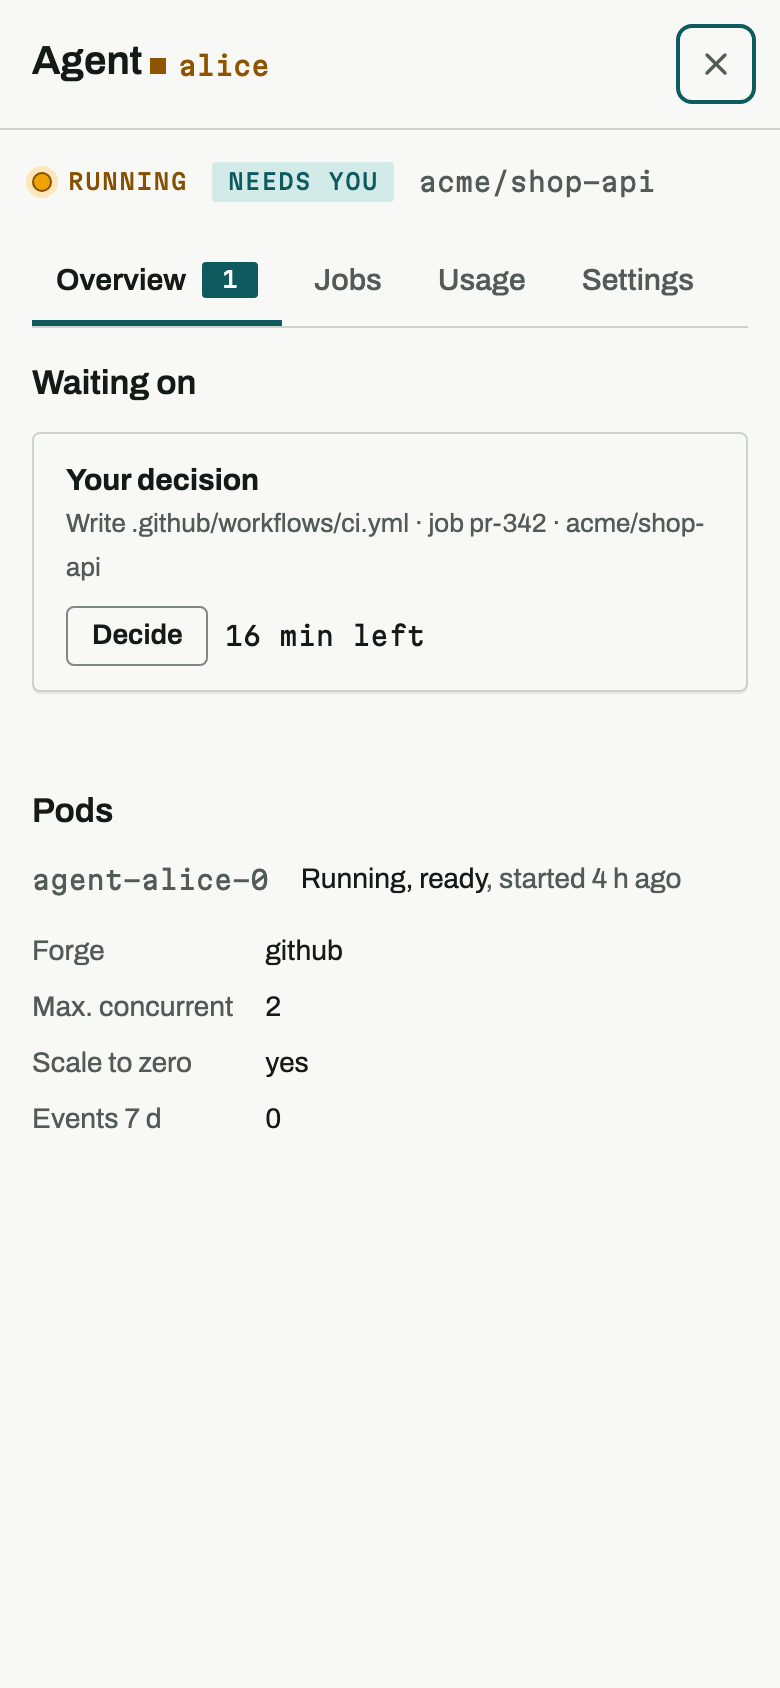 Agent alice
RUNNING NEEDS YOU acme/shop-api
Overview 1 Jobs Usage Settings
Waiting on
Your decision
Write .github/workflows/ci.yml · job pr-342 · acme/shop-
api
Decide 16 min left
Pods
agent-alice-0 Running, ready, started 4 h ago
Forge github
Max. concurrent 2
Scale to zero yes
Events 7 d 0